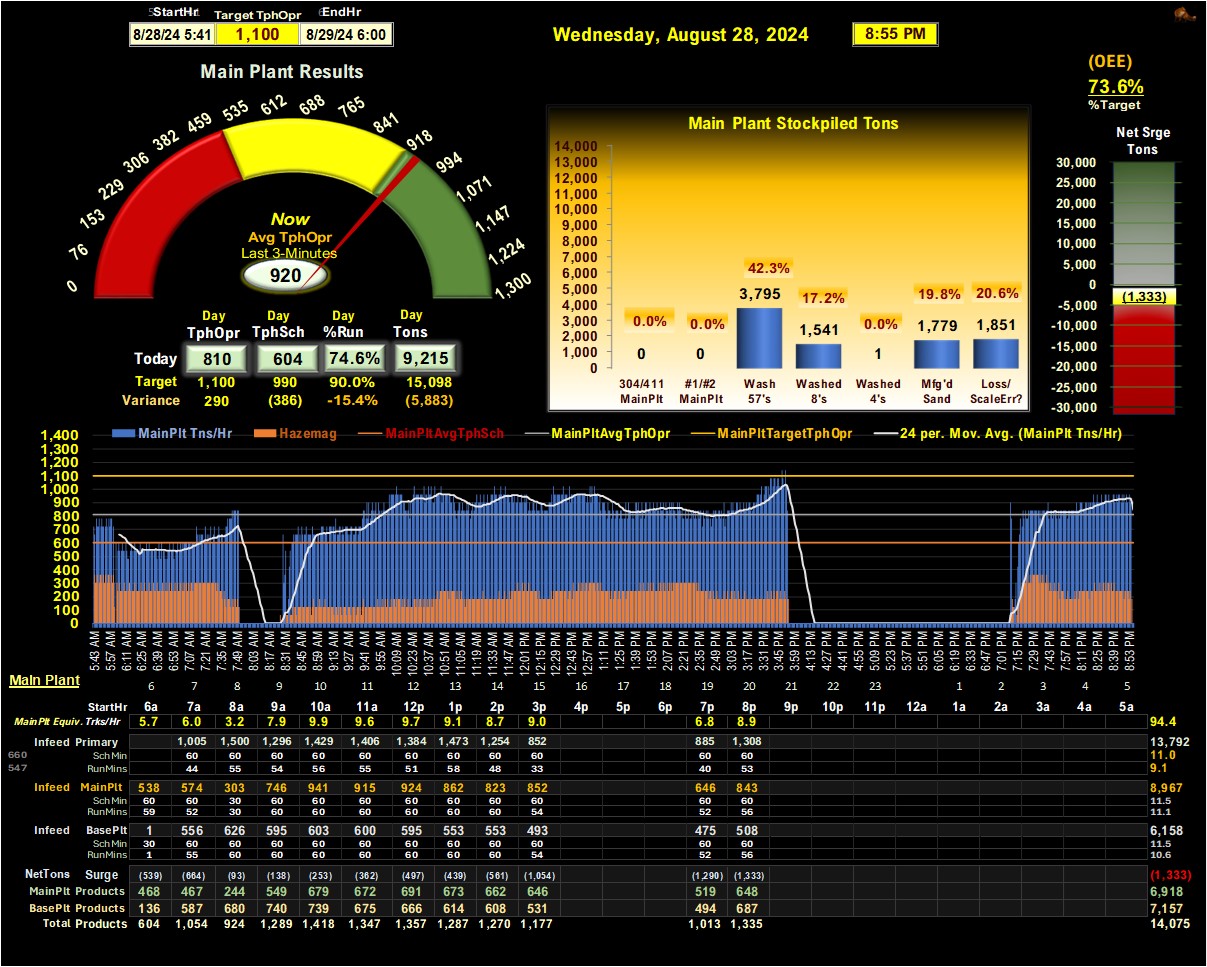 StartHr Target TphOpr EndHr
8/28/24 5:41 1,100 8/29/24 6:00
Wednesday, August 28, 2024 8:55 PM
(OEE)
73.6%
%Target
Main Plant Results
0 76 153 229 306 382 459 535 612 688 765 841 918 994 1,071 1,147 1,224 1,300
Now
Avg TphOpr
Last 3-Minutes
920
Day Day Day Day
TphOpr TphSch %Run Tons
Today 810 604 74.6% 9,215
Target 1,100 990 90.0% 15,098
Variance 290 (386) -15.4% (5,883)
Main Plant Stockpiled Tons
14,000
13,000
12,000
11,000
10,000
9,000
8,000
7,000
6,000
5,000
4,000
3,000
2,000
1,000
0
0.0% 0.0% 42.3% 17.2% 0.0% 19.8% 20.6%
0 0 3,795 1,541 1 1,779 1,851
304/411 #1/#2 Wash Washed Washed Mfg'd Loss/
MainPlt MainPlt 57's 8's 4's Sand ScaleErr?
Net Srge
Tons
30,000
25,000
20,000
15,000
10,000
5,000
0
(1,333)
-5,000
-10,000
-15,000
-20,000
-25,000
-30,000
MainPlt Tns/Hr Hazemag MainPltAvgTphSch MainPltAvgTphOpr MainPltTargetTphOpr 24 per. Mov. Avg. (MainPlt Tns/Hr)
1,400
1,300
1,200
1,100
1,000
900
800
700
600
500
400
300
200
100
0
5:43 AM 5:57 AM 6:11 AM 6:25 AM 6:39 AM 6:53 AM 7:07 AM 7:21 AM 7:35 AM 7:49 AM 8:03 AM 8:17 AM 8:31 AM 8:45 AM 8:59 AM 9:13 AM 9:27 AM 9:41 AM 9:55 AM 10:09 AM 10:23 AM 10:37 AM 10:51 AM 11:05 AM 11:19 AM 11:33 AM 11:47 AM 12:01 PM 12:15 PM 12:29 PM 12:43 PM 12:57 PM 1:11 PM 1:25 PM 1:39 PM 1:53 PM 2:07 PM 2:21 PM 2:35 PM 2:49 PM 3:03 PM 3:17 PM 3:31 PM 3:45 PM 3:59 PM 4:13 PM 4:27 PM 4:41 PM 4:55 PM 5:09 PM 5:23 PM 5:37 PM 5:51 PM 6:05 PM 6:19 PM 6:33 PM 6:47 PM 7:01 PM 7:15 PM 7:29 PM 7:43 PM 7:57 PM 8:11 PM 8:25 PM 8:39 PM 8:53 PM
Main Plant
6 7 8 9 10 11 12 13 14 15 16 17 18 19 20 21 22 23 1 2 3 4 5
StartHr 6a 7a 8a 9a 10a 11a 12p 1p 2p 3p 4p 5p 6p 7p 8p 9p 10p 11p 12a 1a 2a 3a 4a 5a
MainPlt Equiv. Trks/Hr 5.7 6.0 3.2 7.9 9.9 9.6 9.7 9.1 8.7 9.0 6.8 8.9 94.4
Infeed Primary 1,005 1,500 1,296 1,429 1,406 1,384 1,473 1,254 852 885 1,308 13,792
660 SchMin 60 60 60 60 60 60 60 60 60 60 60 11.0
547 RunMins 44 55 54 56 55 51 58 48 33 40 53 9.1
Infeed MainPlt 538 574 303 746 941 915 924 862 823 852 646 843 8,967
SchMin 60 60 30 60 60 60 60 60 60 60 60 60 11.5
RunMins 59 52 30 60 60 60 60 60 60 54 52 56 11.1
Infeed BasePlt 1 556 626 595 603 600 595 553 553 493 475 508 6,158
SchMin 30 60 60 60 60 60 60 60 60 60 60 60 11.5
RunMins 1 55 60 60 60 60 60 60 60 54 52 56 10.6
NetTons Surge (539) (664) (93) (138) (253) (362) (497) (439) (561) (1,054) (1,290) (1,333) (1,333)
MainPlt Products 468 467 244 549 679 672 691 673 662 646 519 648 6,918
BasePlt Products 136 587 680 740 739 675 666 614 608 531 494 687 7,157
Total Products 604 1,054 924 1,289 1,418 1,347 1,357 1,287 1,270 1,177 1,013 1,335 14,075